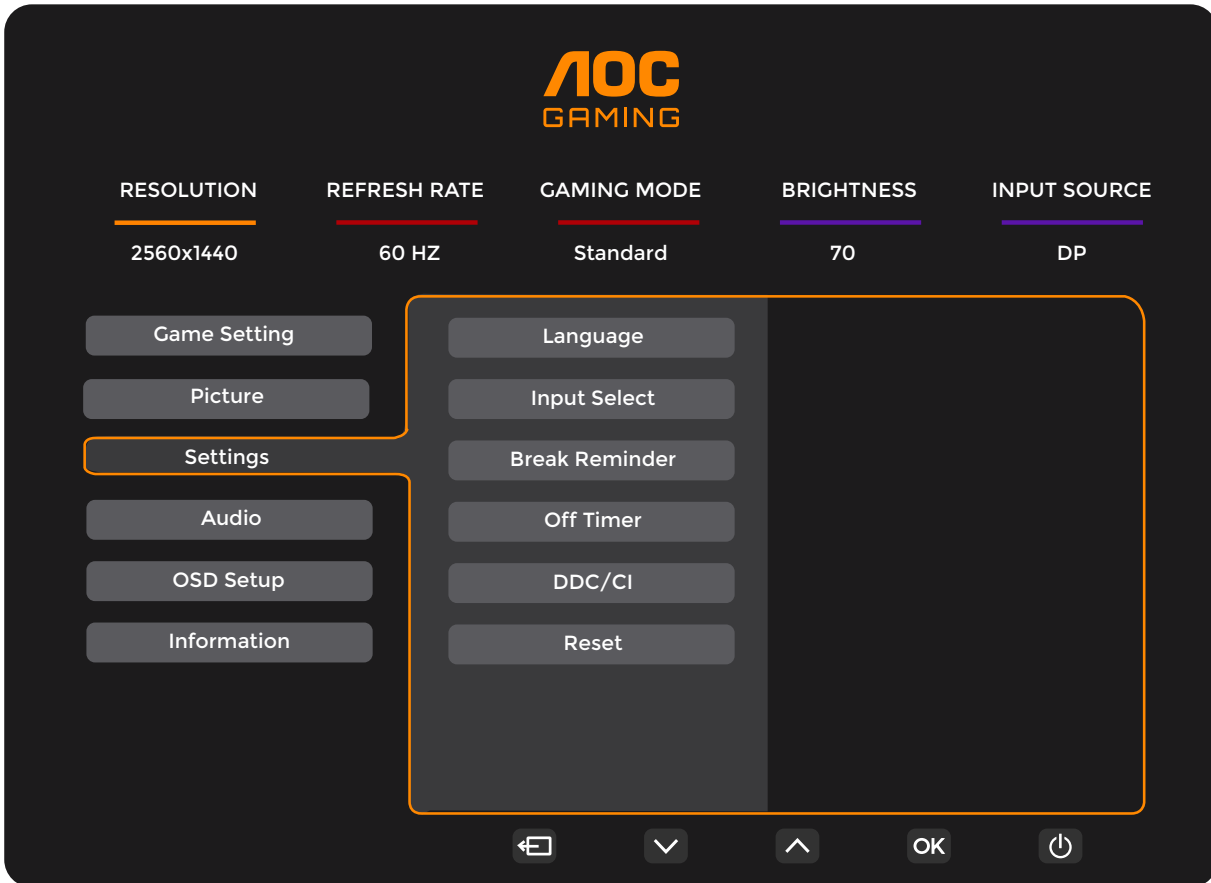 AOC
GAMING
RESOLUTION REFRESH RATE GAMING MODE BRIGHTNESS INPUT SOURCE
2560x1440 60 HZ Standard 70 DP
Game Setting
Picture
Settings
Audio
OSD Setup
Information
Language
Input Select
Break Reminder
Off Timer
DDC/CI
Reset
OK